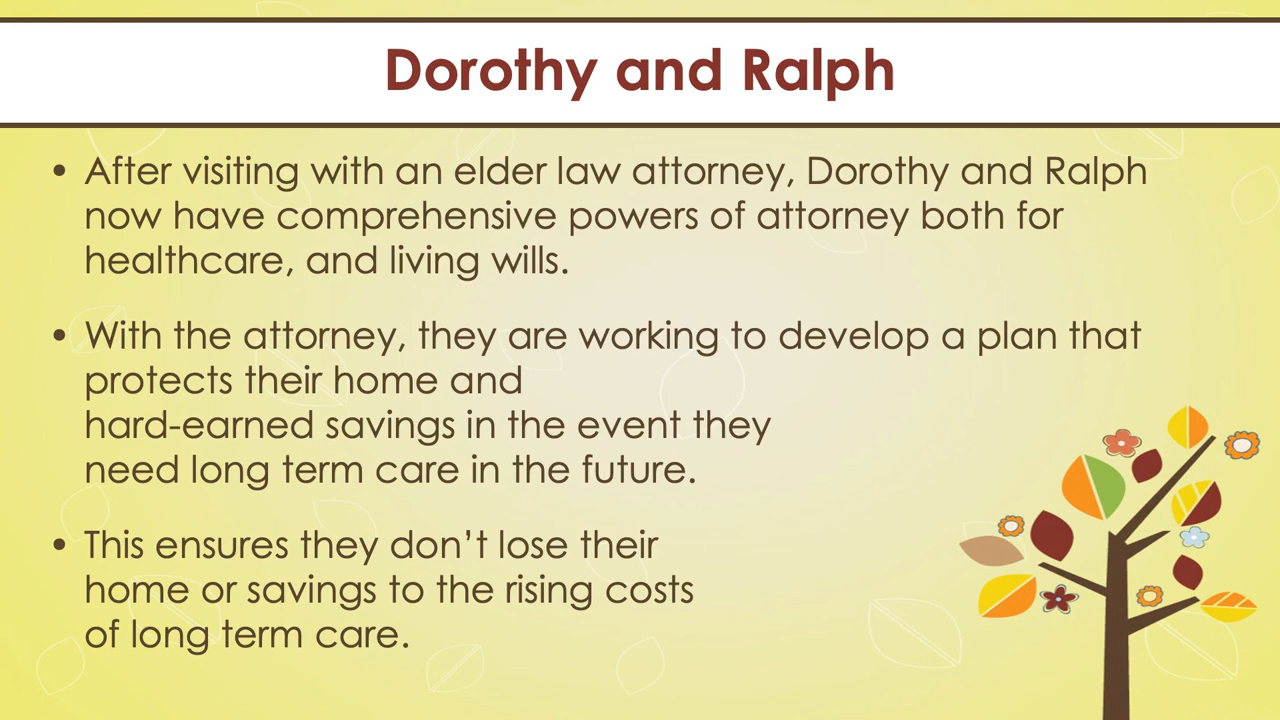 Dorothy and Ralph
• After visiting with an elder law attorney, Dorothy and Ralph
now have comprehensive powers of attorney both for
healthcare, and living wills.
• With the attorney, they are working to develop a plan that
protects their home and
hard-earned savings in the event they
need long term care in the future.
• This ensures they don’t lose their
home or savings to the rising costs
of long term care.